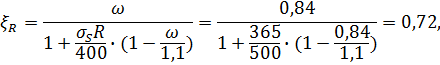 ξ_R = ω / (1 + σ_S R / 400 · (1 − ω / 1,1)) = 0,84 / (1 + 365 / 500 · (1 − 0,84 / 1,1)) = 0,72,